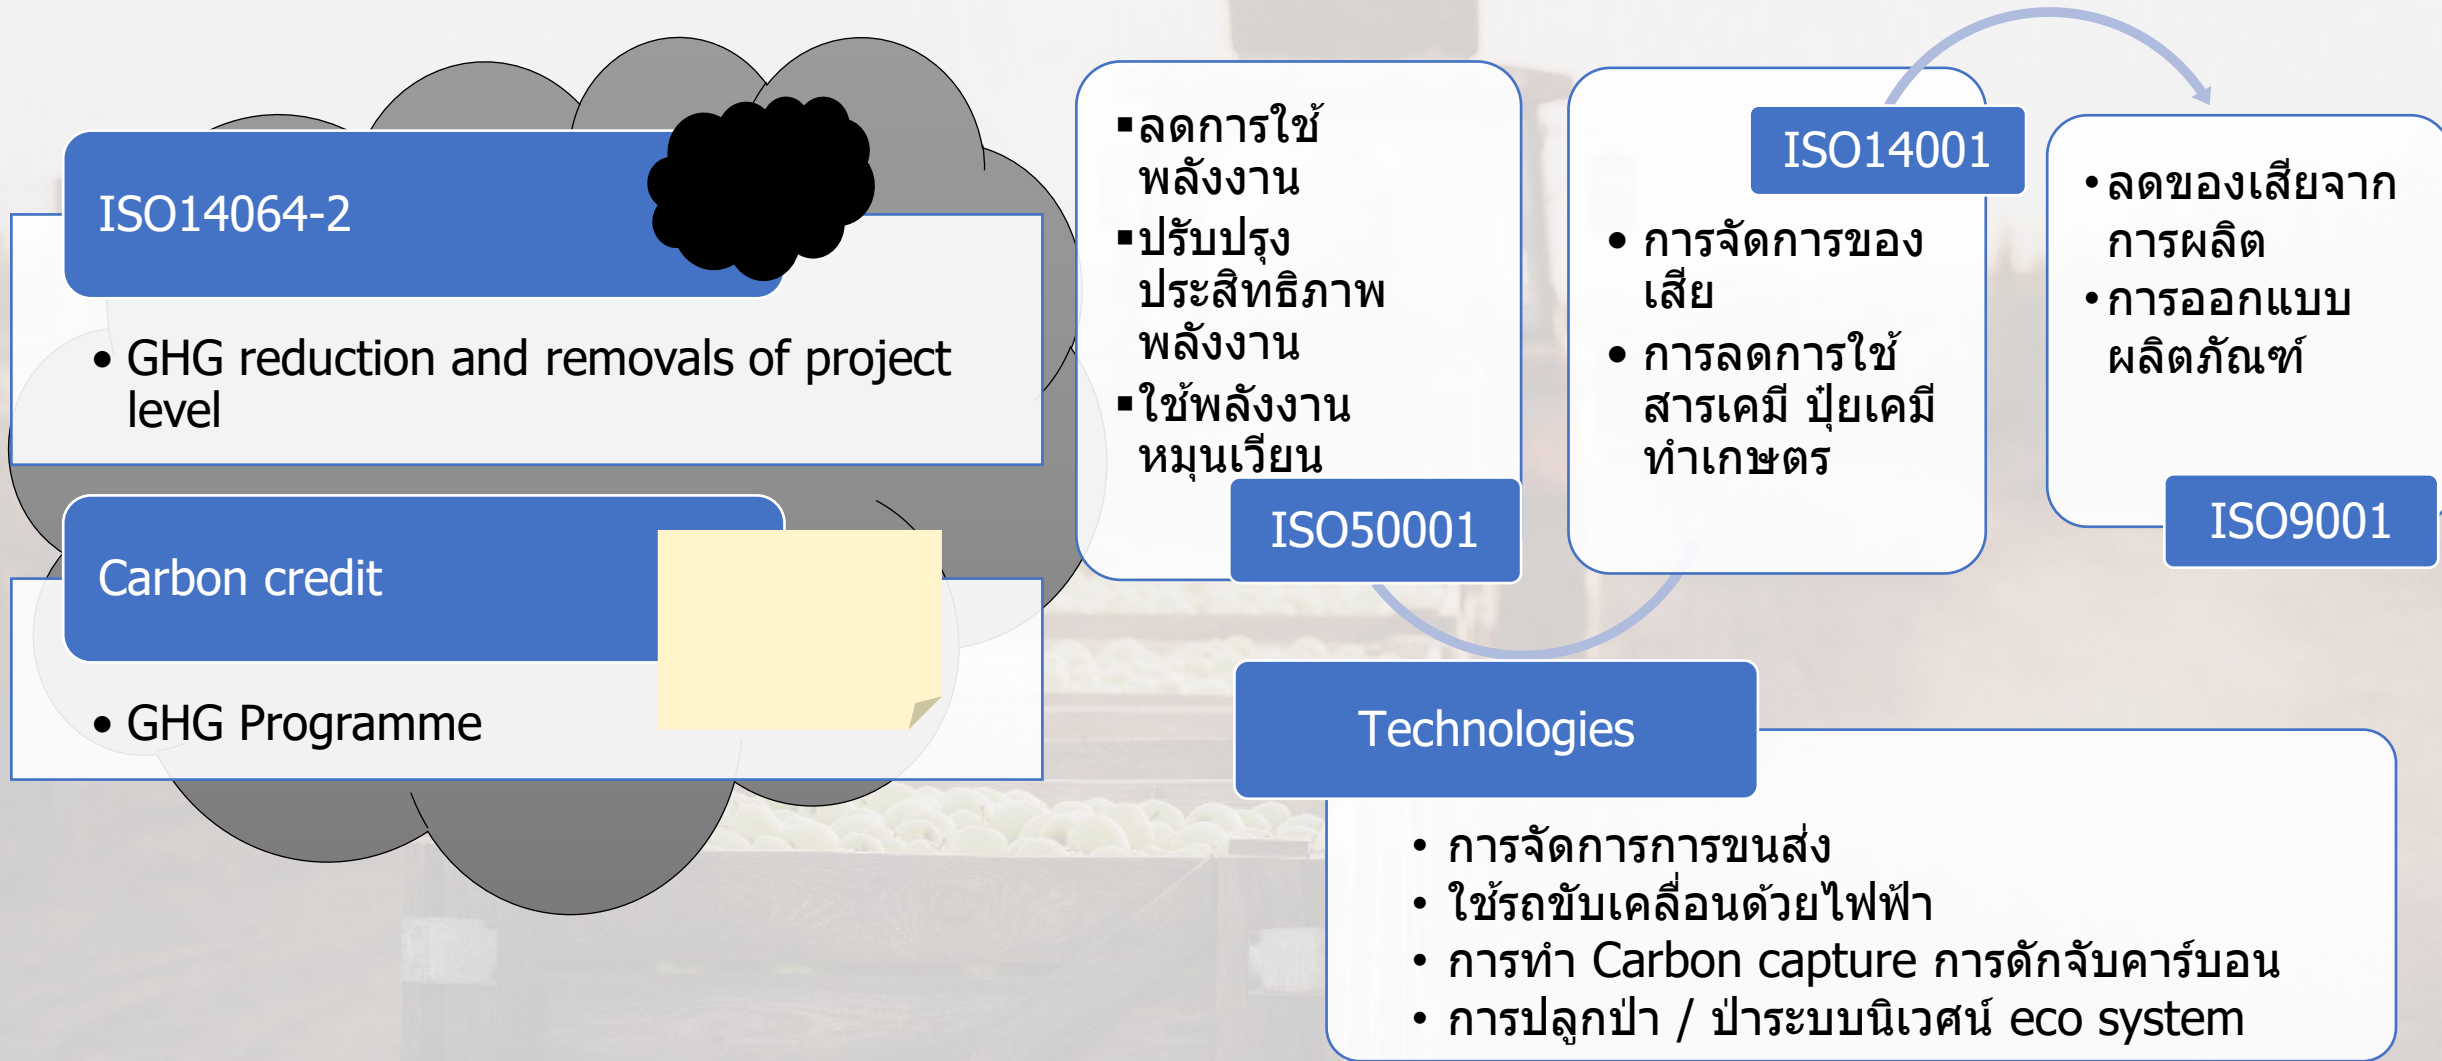 ISO14064-2
• GHG reduction and removals of project
level
Carbon credit
• GHG Programme
▪ลดการใช้
พลังงาน
▪ปรับปรุง
ประสิทธิภาพ
พลังงาน
▪ใช้พลังงาน
หมุนเวียน
ISO50001
ISO14001
• การจัดการของ
เสีย
• การลดการใช้
สารเคมี ปุ๋ยเคมี
ทำเกษตร
• ลดของเสียจาก
การผลิต
• การออกแบบ
ผลิตภัณฑ์
ISO9001
Technologies
• การจัดการการขนส่ง
• ใช้รถขับเคลื่อนด้วยไฟฟ้า
• การทำ Carbon capture การดักจับคาร์บอน
• การปลูกป่า / ป่าระบบนิเวศน์ eco system